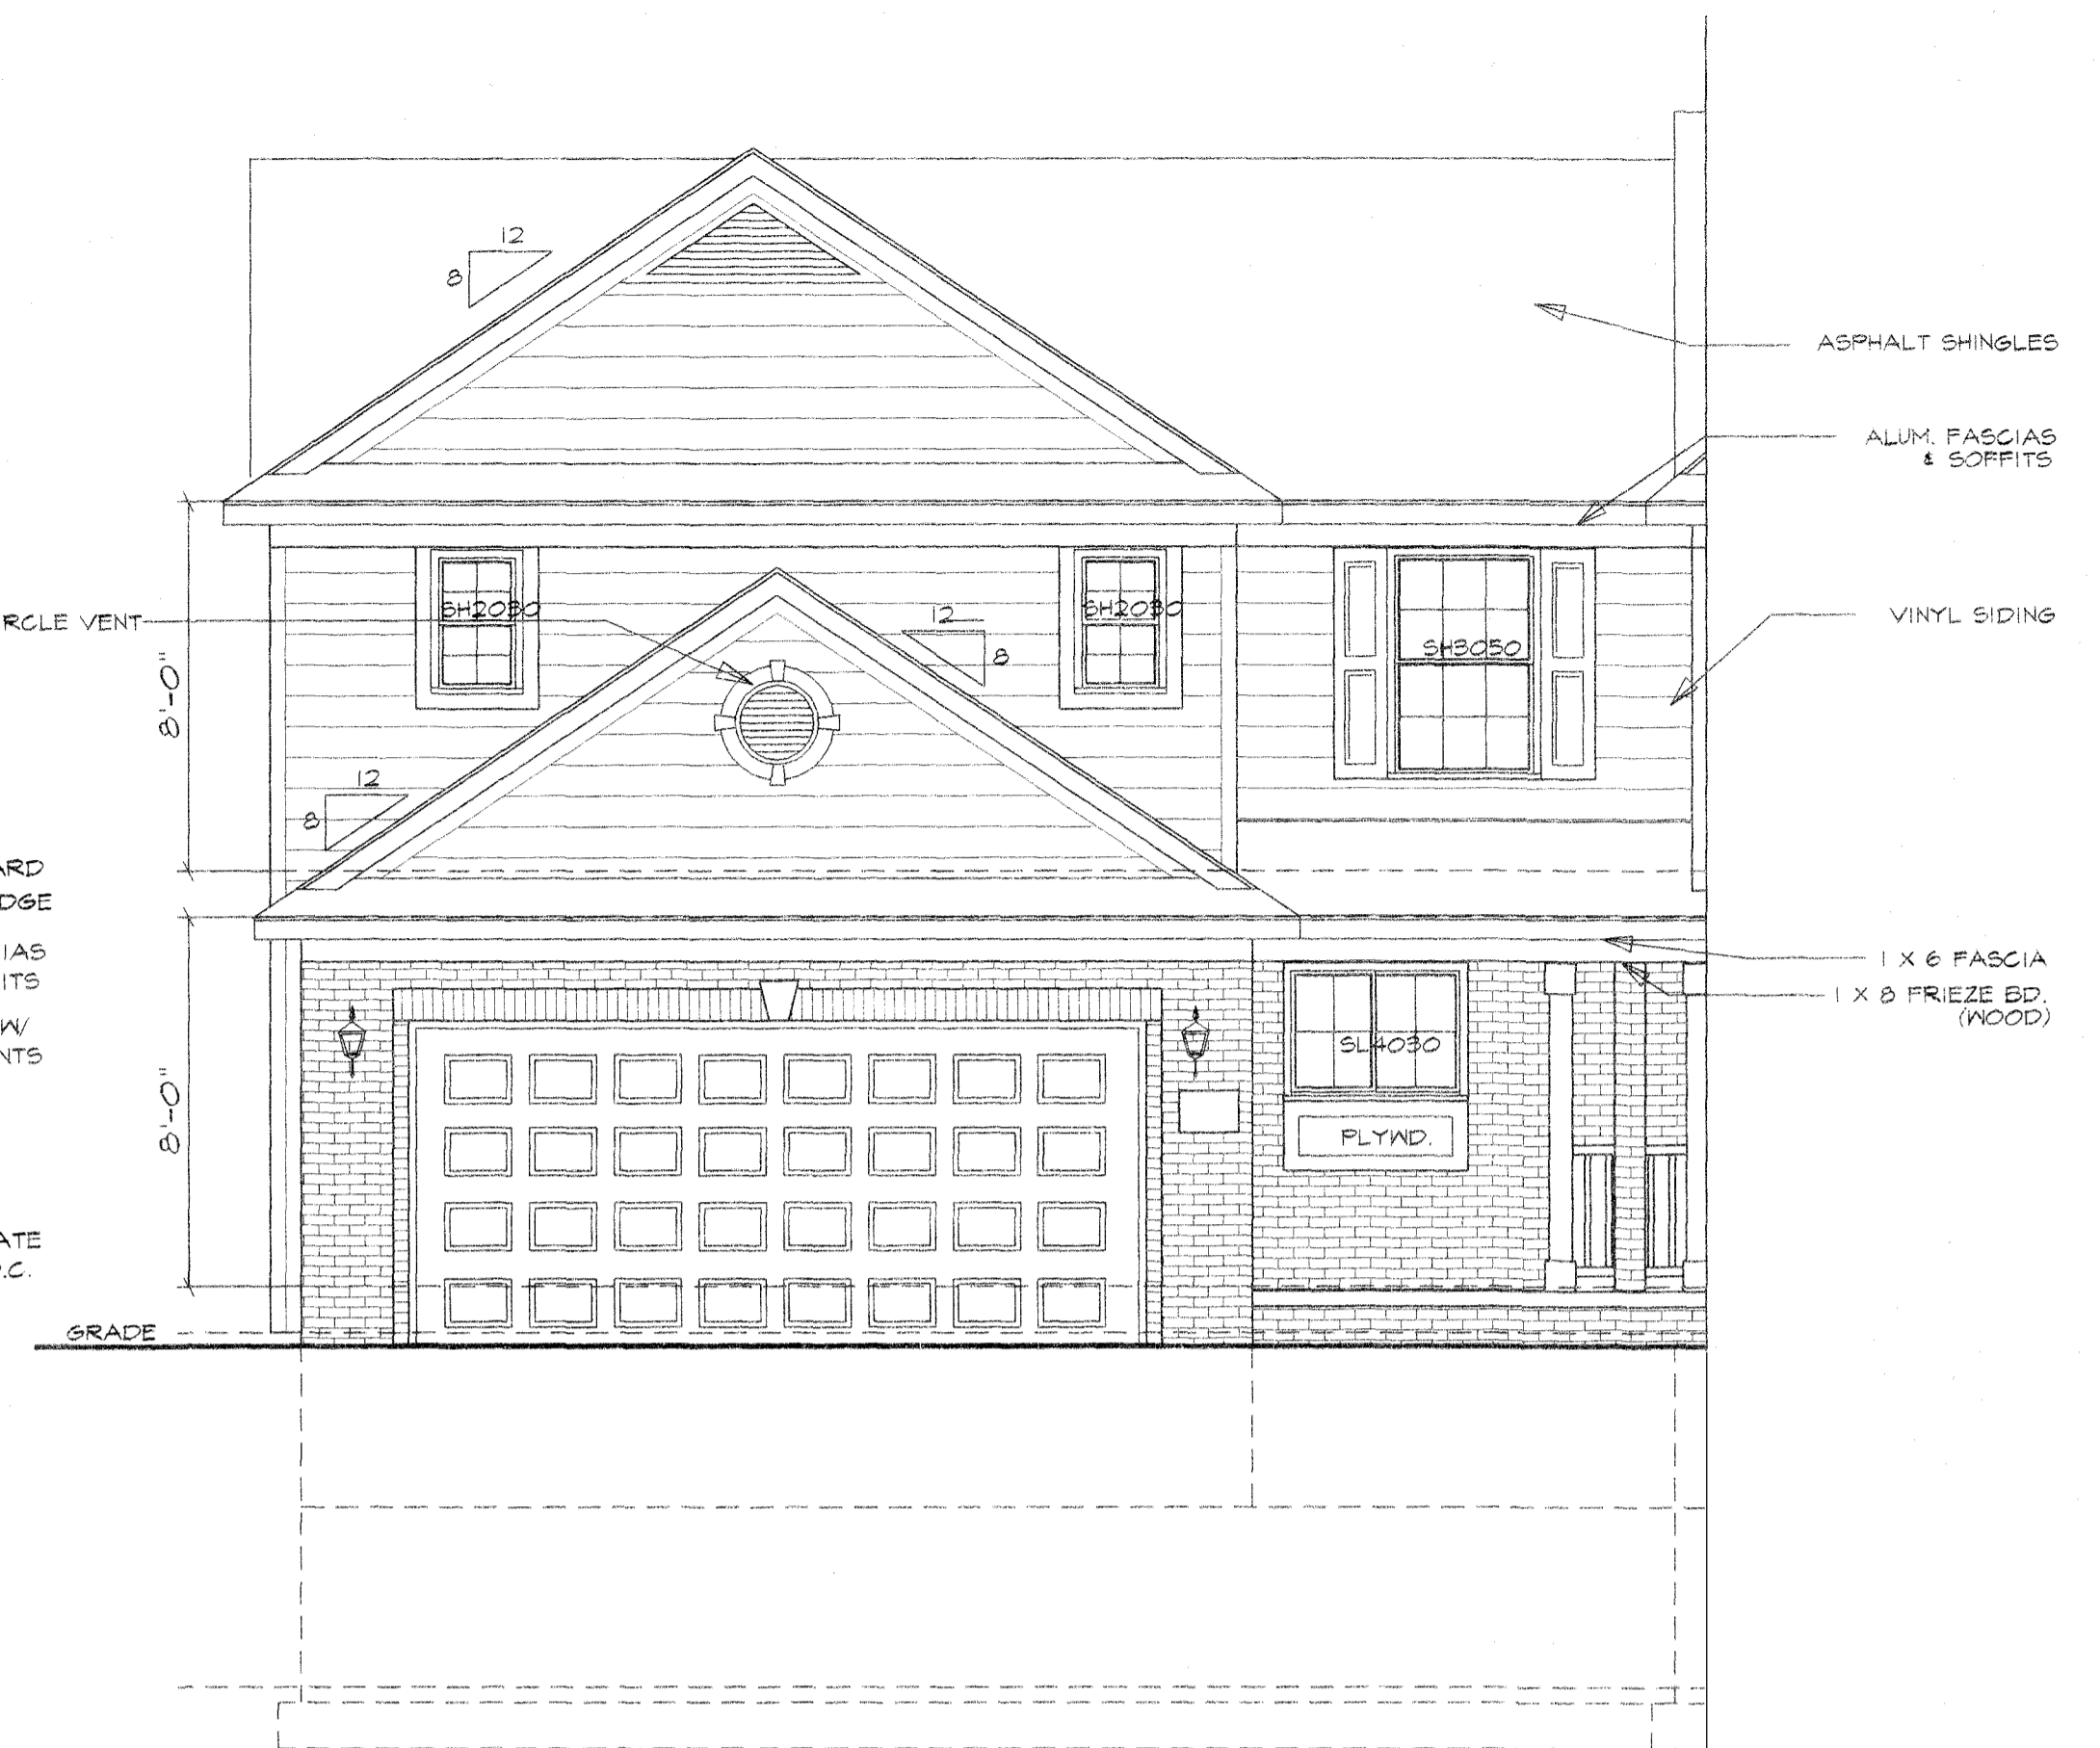 12
8
ASPHALT SHINGLES
ALUM. FASCIAS
& SOFFITS
SH2030
SH2030
12
8
RCLE VENT
SH3050
VINYL SIDING
8'-0"
12
8
ARD
DGE
IAS
ITS
W/
NTS
1 X 6 FASCIA
1 X 8 FRIEZE BD.
(WOOD)
SL4030
8'-0"
PLYWD.
ATE
P.C.
GRADE